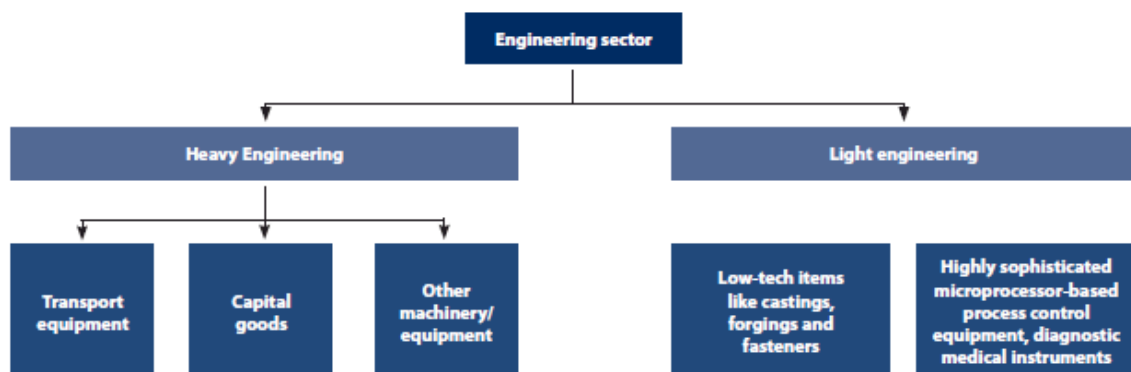 Engineering sector
Heavy Engineering
Light engineering
Transport
equipment
Capital
goods
Other
machinery/
equipment
Low-tech items
like castings,
forgings and
fasteners
Highly sophisticated
microprocessor-based
process control
equipment, diagnostic
medical instruments